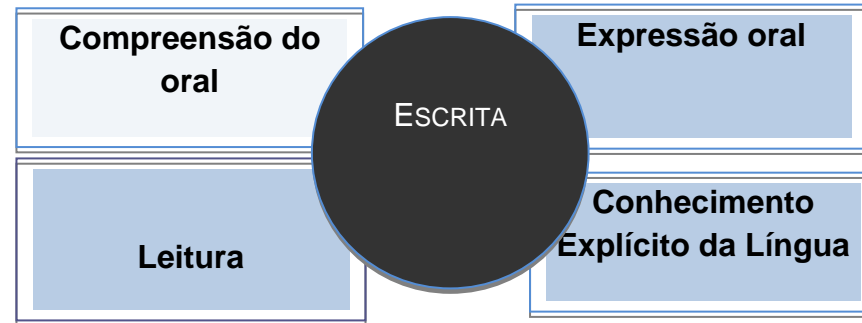 Compreensão do
oral
Expressão oral
ESCRITA
Leitura
Conhecimento
Explícito da Língua